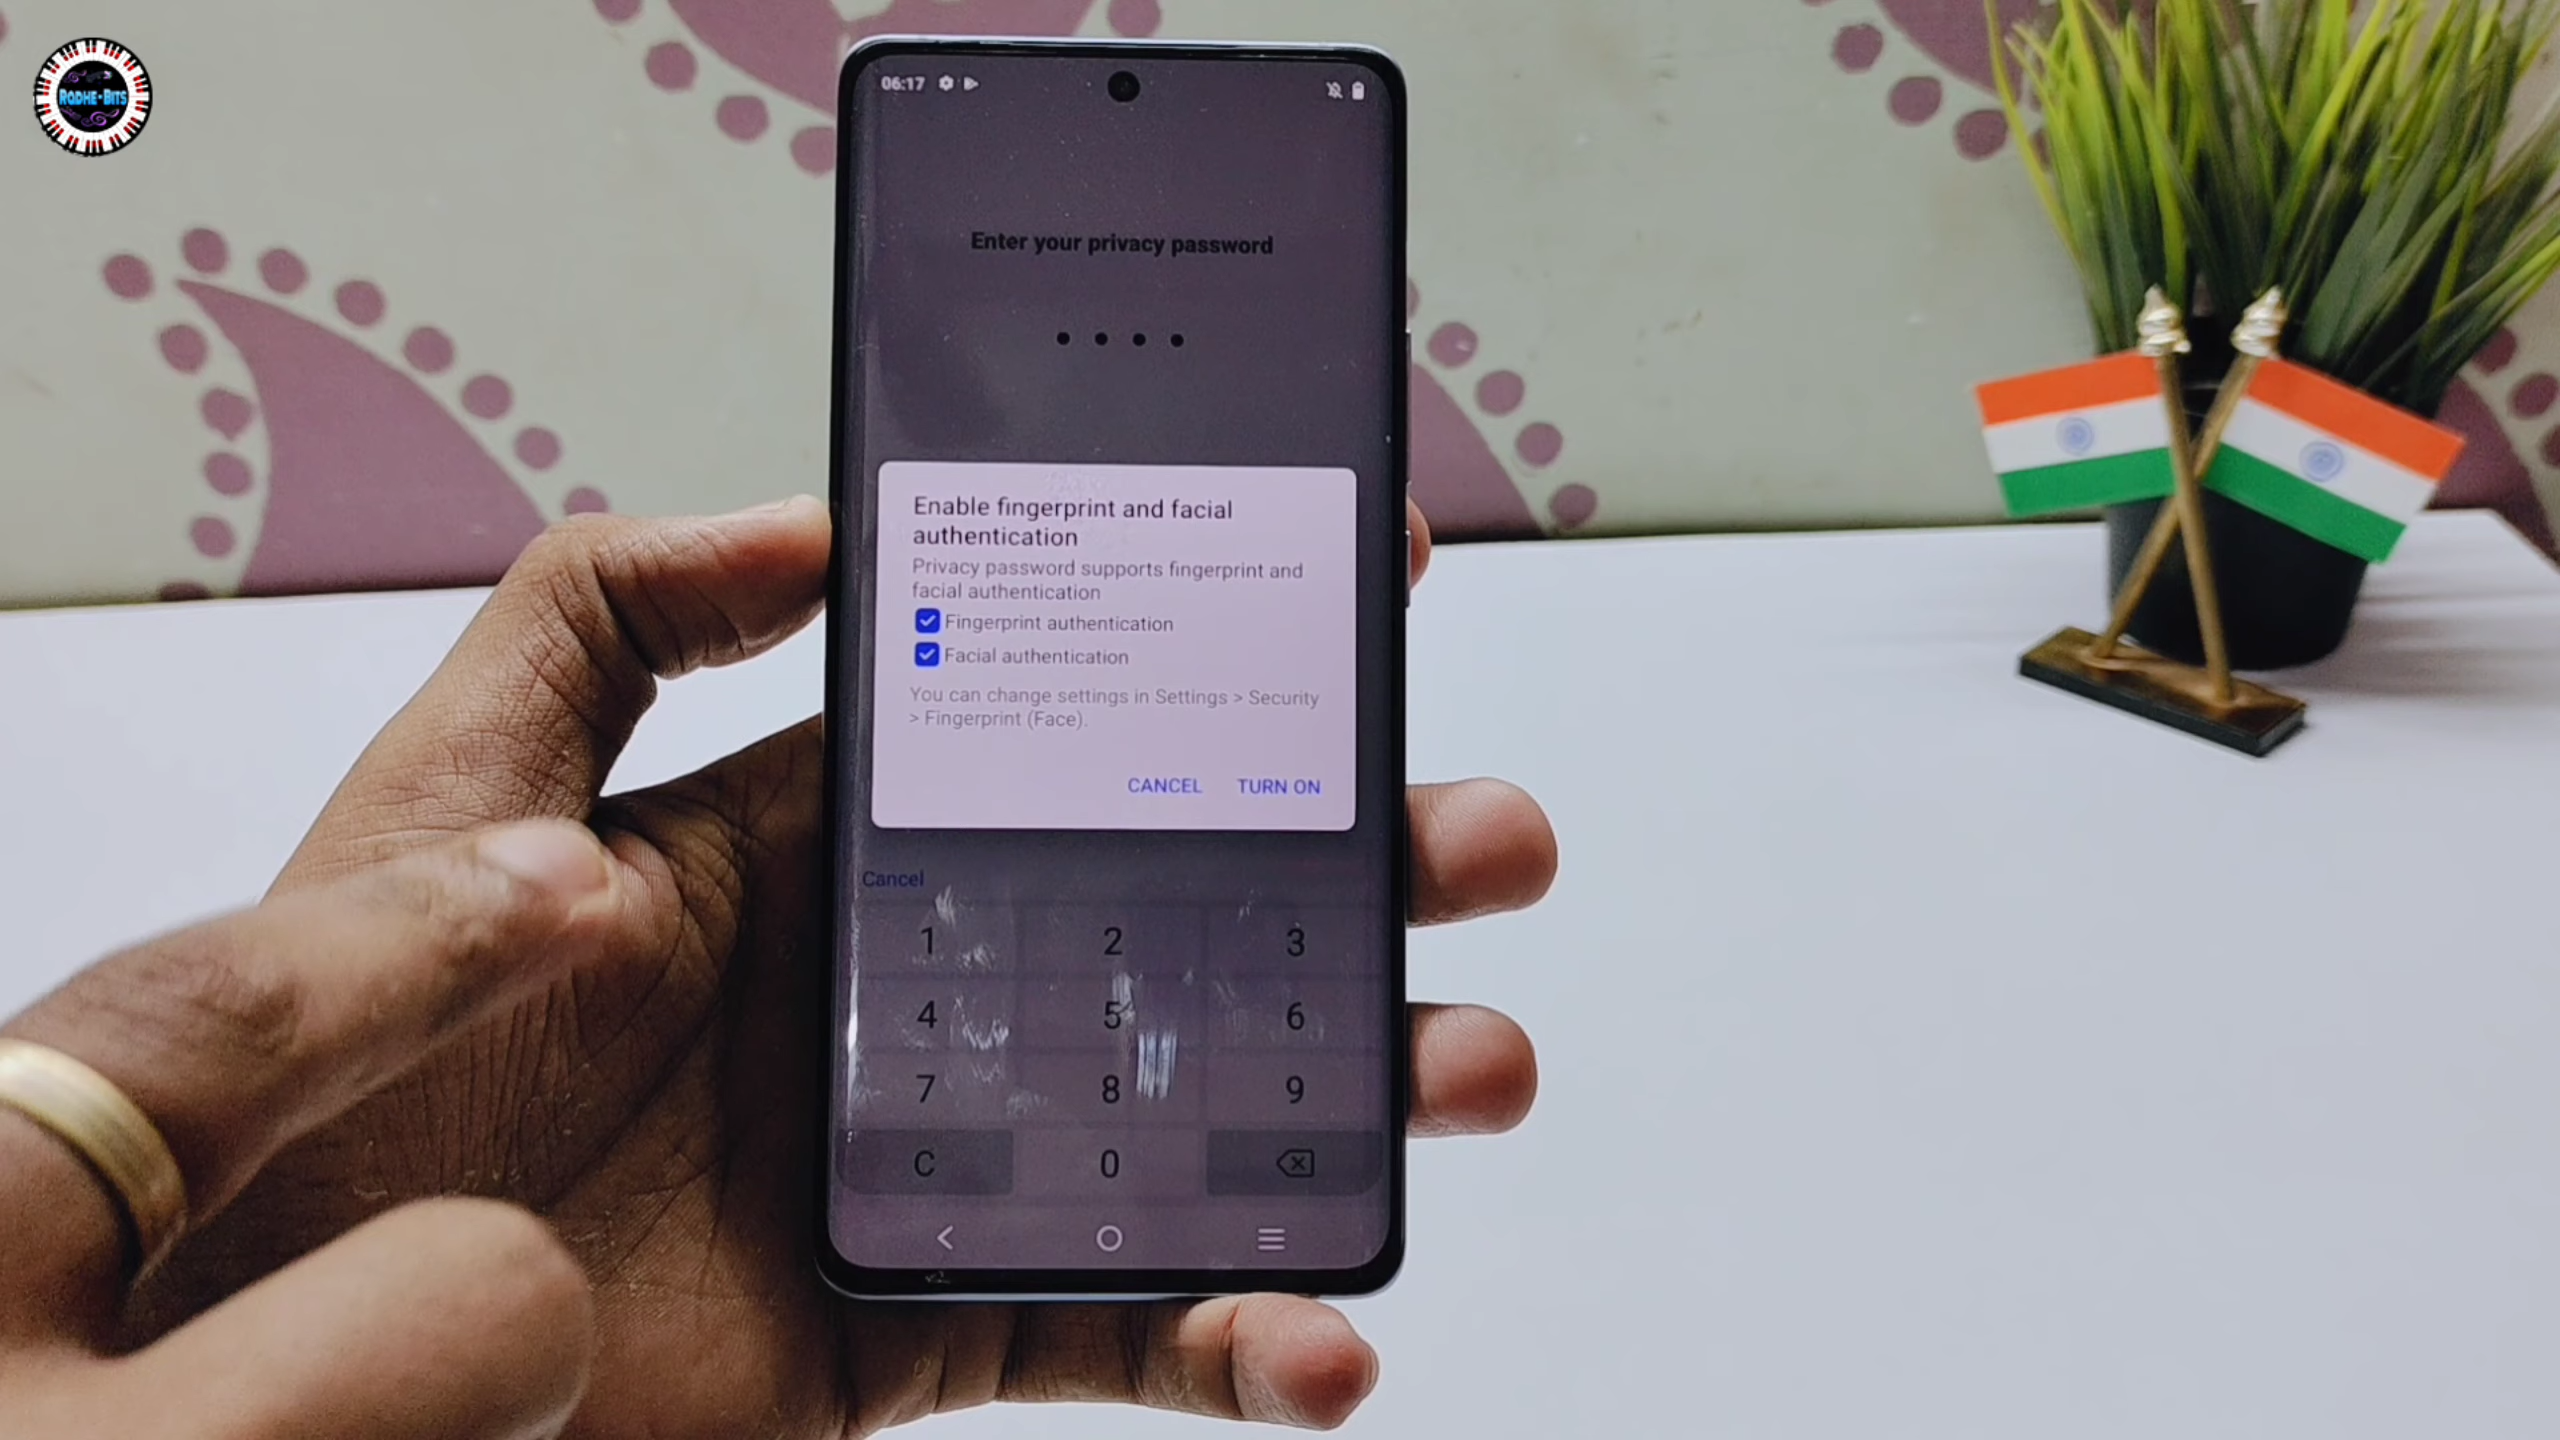 RADHE-BITS
06:17
Enter your privacy password
Enable fingerprint and facial
authentication
Privacy password supports fingerprint and
facial authentication
Fingerprint authentication
Facial authentication
You can change settings in Settings > Security
> Fingerprint (Face).
CANCEL TURN ON
Cancel
1 2 3
4 5 6
7 8 9
C 0